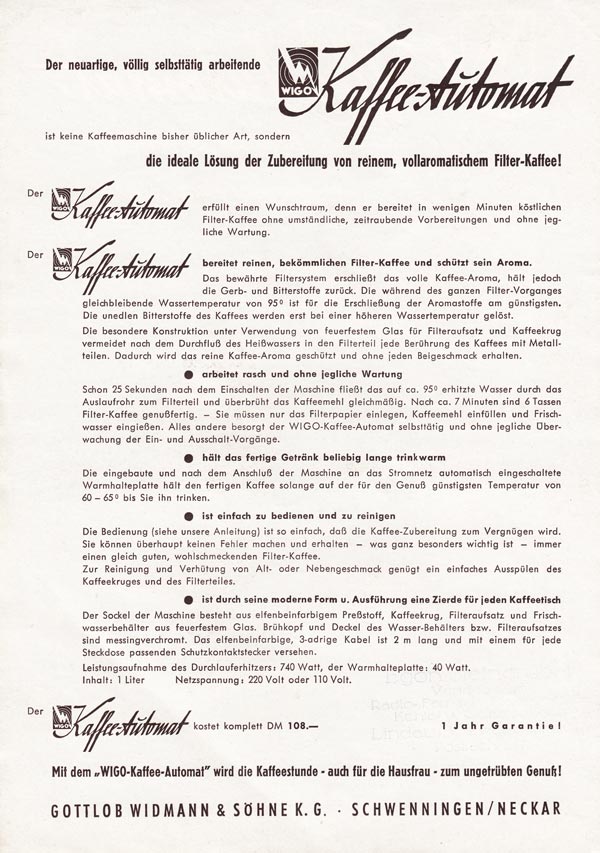 Der neuartige, völlig selbsttätig arbeitende
WIGO
Kaffee-Automat
ist keine Kaffeemaschine bisher üblicher Art, sondern
die ideale Lösung der Zubereitung von reinem, vollaromatischem Filter-Kaffee!
Der WIGO Kaffee-Automat erfüllt einen Wunschtraum, denn er bereitet in wenigen Minuten köstlichen
Filter-Kaffee ohne umständliche, zeitraubende Vorbereitungen und ohne jeg-
liche Wartung.
Der WIGO Kaffee-Automat bereitet reinen, bekömmlichen Filter-Kaffee und schützt sein Aroma.
Das bewährte Filtersystem erschließt das volle Kaffee-Aroma, hält jedoch
die Gerb- und Bitterstoffe zurück. Die während des ganzen Filter-Vorganges
gleichbleibende Wassertemperatur von 95° ist für die Erschließung der Aromastoffe am günstigsten.
Die unedlen Bitterstoffe des Kaffees werden erst bei einer höheren Wassertemperatur gelöst.
Die besondere Konstruktion unter Verwendung von feuerfestem Glas für Filteraufsatz und Kaffeekrug
vermeidet nach dem Durchfluß des Heißwassers in den Filterteil jede Berührung des Kaffees mit Metall-
teilen. Dadurch wird das reine Kaffee-Aroma geschützt und ohne jeden Beigeschmack erhalten.
● arbeitet rasch und ohne jegliche Wartung
Schon 25 Sekunden nach dem Einschalten der Maschine fließt das auf ca. 95° erhitzte Wasser durch das
Auslaufrohr zum Filterteil und überbrüht das Kaffeemehl gleichmäßig. Nach ca. 7 Minuten sind 6 Tassen
Filter-Kaffee genußfertig. – Sie müssen nur das Filterpapier einlegen, Kaffeemehl einfüllen und Frisch-
wasser eingießen. Alles andere besorgt der WIGO-Kaffee-Automat selbsttätig und ohne jegliche Über-
wachung der Ein- und Ausschalt-Vorgänge.
● hält das fertige Getränk beliebig lange trinkwarm
Die eingebaute und nach dem Anschluß der Maschine an das Stromnetz automatisch eingeschaltete
Warmhalteplatte hält den fertigen Kaffee solange auf der für den Genuß günstigsten Temperatur von
60 – 65° bis Sie ihn trinken.
● ist einfach zu bedienen und zu reinigen
Die Bedienung (siehe unsere Anleitung) ist so einfach, daß die Kaffee-Zubereitung zum Vergnügen wird.
Sie können überhaupt keinen Fehler machen und erhalten – was ganz besonders wichtig ist – immer
einen gleich guten, wohlschmeckenden Filter-Kaffee.
Zur Reinigung und Verhütung von Alt- oder Nebengeschmack genügt ein einfaches Ausspülen des
Kaffeekruges und des Filterteiles.
● ist durch seine moderne Form u. Ausführung eine Zierde für jeden Kaffeetisch
Der Sockel der Maschine besteht aus elfenbeinfarbigem Preßstoff, Kaffeekrug, Filteraufsatz und Frisch-
wasserbehälter aus feuerfestem Glas. Brühkopf und Deckel des Wasser-Behälters bzw. Filteraufsatzes
sind messingverchromt. Das elfenbeinfarbige, 3-adrige Kabel ist 2 m lang und mit einem für jede
Steckdose passenden Schutzkontaktstecker versehen.
Leistungsaufnahme des Durchlauferhitzers: 740 Watt, der Warmhalteplatte: 40 Watt.
Inhalt: 1 Liter Netzspannung: 220 Volt oder 110 Volt.
Der WIGO Kaffee-Automat kostet komplett DM 108.— 1 Jahr Garantie!
Mit dem „WIGO-Kaffee-Automat" wird die Kaffeestunde - auch für die Hausfrau - zum ungetrübten Genuß!
GOTTLOB WIDMANN & SÖHNE K. G. · SCHWENNINGEN/NECKAR